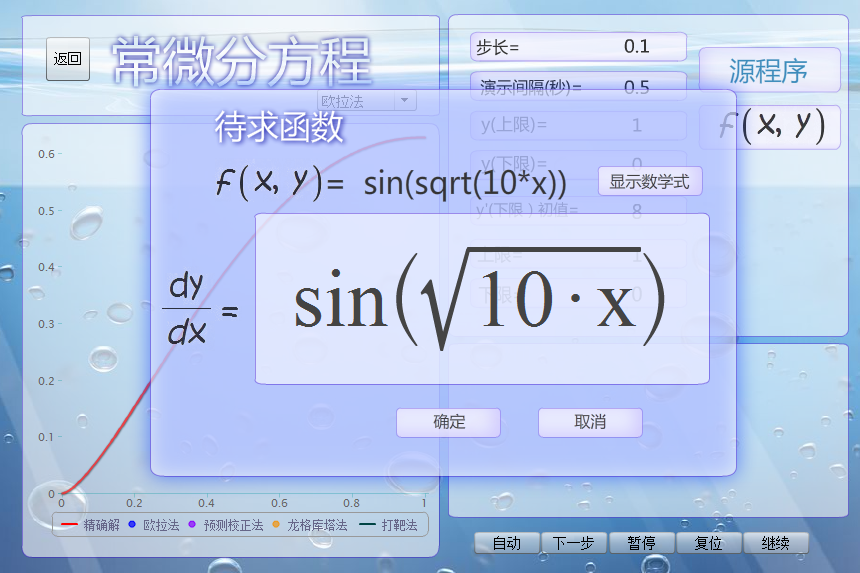 返回
常微分方程
欧拉法
步长= 0.1
演示间隔(秒)= 0.5
y(上限)= 1
y(下限)= 0
y'(下限）初值= 8
上限= 1
下限= 0
源程序
f(x, y)
待求函数
f(x, y)= sin(sqrt(10*x))
显示数学式
dy/dx = sin(√10·x)
确定
取消
0.6
0.5
0.4
0.3
0.2
0.1
0
0 0.2 0.4 0.6 0.8 1
精确解 欧拉法 预测校正法 龙格库塔法 打靶法
自动 下一步 暂停 复位 继续